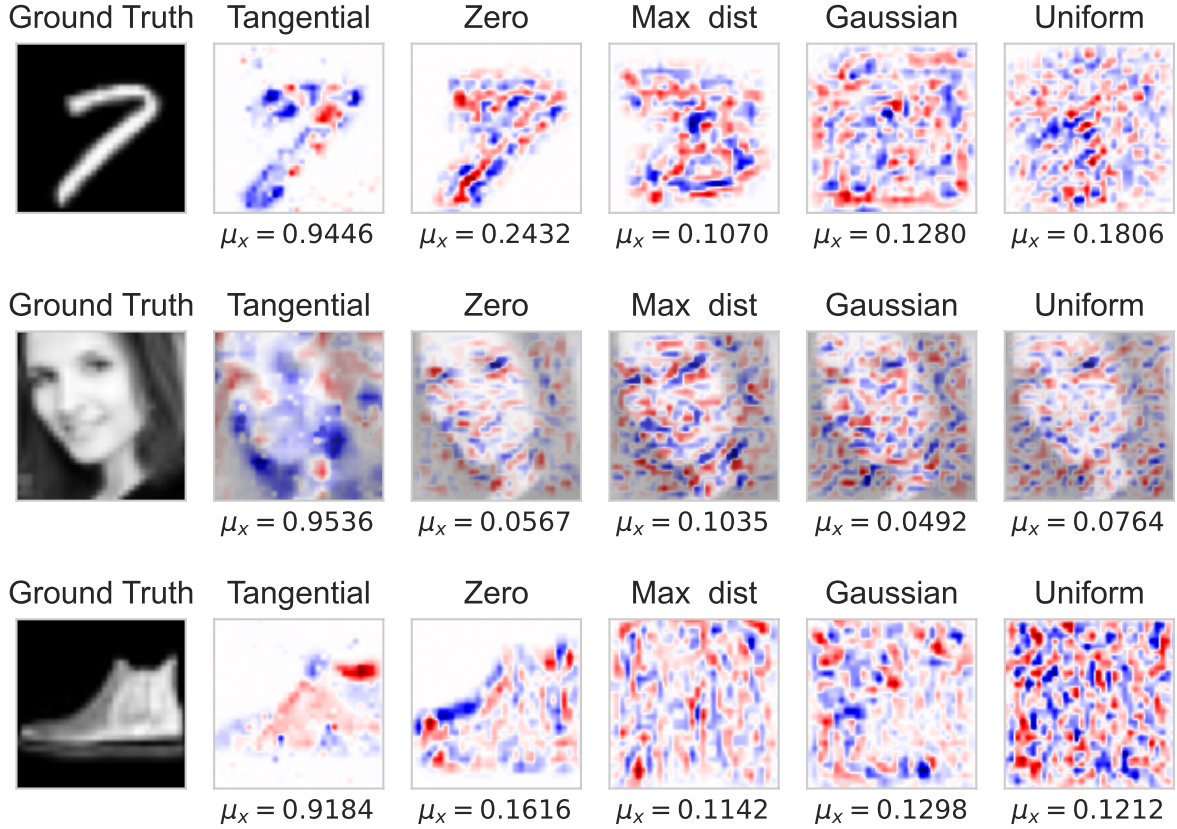 Ground Truth Tangential Zero Max dist Gaussian Uniform
μₓ = 0.9446 μₓ = 0.2432 μₓ = 0.1070 μₓ = 0.1280 μₓ = 0.1806
Ground Truth Tangential Zero Max dist Gaussian Uniform
μₓ = 0.9536 μₓ = 0.0567 μₓ = 0.1035 μₓ = 0.0492 μₓ = 0.0764
Ground Truth Tangential Zero Max dist Gaussian Uniform
μₓ = 0.9184 μₓ = 0.1616 μₓ = 0.1142 μₓ = 0.1298 μₓ = 0.1212